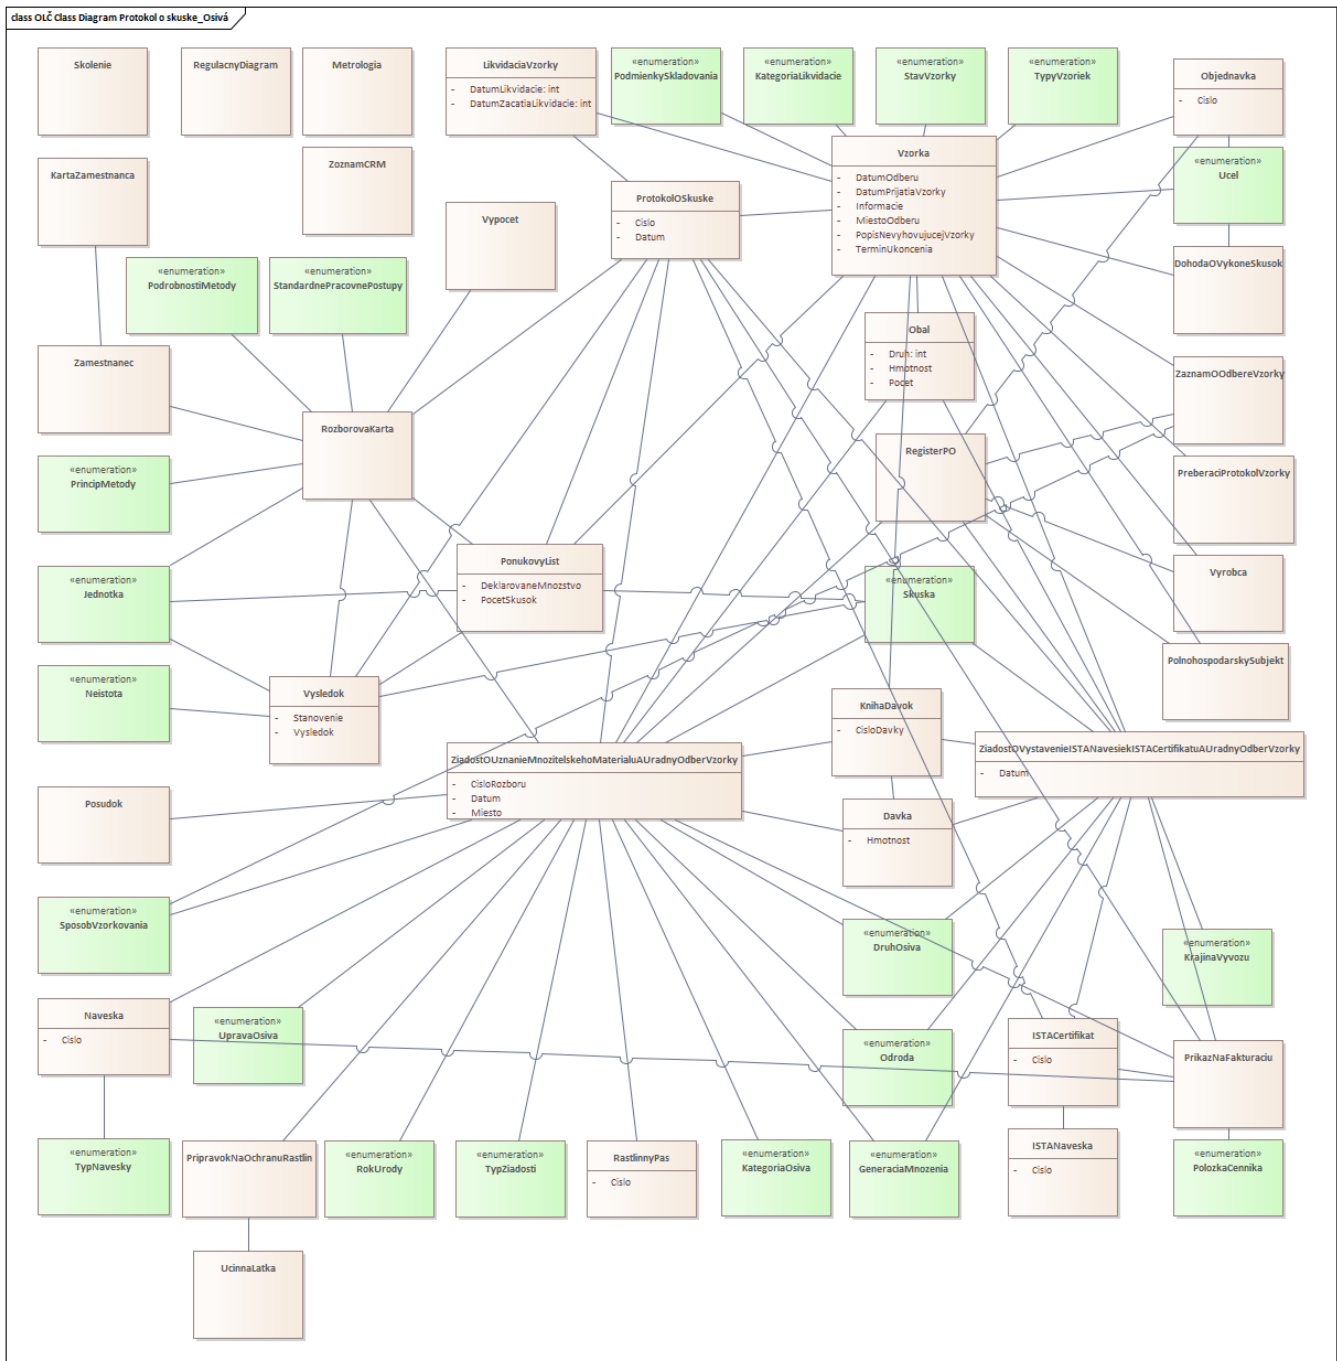 class OLČ Class Diagram Protokol o skuske_Osivá
Skolenie
RegulacnyDiagram
Metrologia
LikvidaciaVzorky
- DatumLikvidacie: int
- DatumZacatiaLikvidacie: int
«enumeration»
PodmienkySkladovania
«enumeration»
KategoriaLikvidacie
«enumeration»
StavVzorky
«enumeration»
TypyVzoriek
Objednavka
- Cislo
KartaZamestnanca
ZoznamCRM
Vypocet
ProtokolOSkuske
- Cislo
- Datum
Vzorka
- DatumOdberu
- DatumPrijatiaVzorky
- Informacie
- MiestoOdberu
- PopisNevyhovujucejVzorky
- TerminUkoncenia
«enumeration»
Ucel
«enumeration»
PodrobnostiMetody
«enumeration»
StandardnePracovnePostupy
DohodaOVykoneSkusok
Zamestnanec
Obal
- Druh: int
- Hmotnost
- Pocet
ZaznamOOdbereVzorky
RozborovaKarta
RegisterPO
«enumeration»
PrincipMetody
PreberaciProtokolVzorky
«enumeration»
Jednotka
PonukovyList
- DeklarovaneMnozstvo
- PocetSkusok
«enumeration»
Skuska
Vyrobca
«enumeration»
Neistota
Vysledok
- Stanovenie
- Vysledok
PolnohospodarskySubjekt
KnihaDavok
- CisloDavky
ZiadostOUznanieMnozitelskehoMaterialuAUradnyOdberVzorky
- CisloRozboru
- Datum
- Miesto
ZiadostOVystavenieISTANavesiekISTACertifikatuAUradnyOdberVzorky
- Datum
Posudok
Davka
- Hmotnost
«enumeration»
SposobVzorkovania
«enumeration»
DruhOsiva
«enumeration»
KrajinaVyvozu
Naveska
- Cislo
«enumeration»
UpravaOsiva
«enumeration»
Odroda
ISTACertifikat
- Cislo
PrikazNaFakturaciu
«enumeration»
TypNavesky
PripravokNaOchranuRastlin
«enumeration»
RokUrody
«enumeration»
TypZiadosti
RastlinnyPas
- Cislo
«enumeration»
KategoriaOsiva
«enumeration»
GeneraciaMnozenia
ISTANaveska
- Cislo
«enumeration»
PolozkaCennika
UcinnaLatka